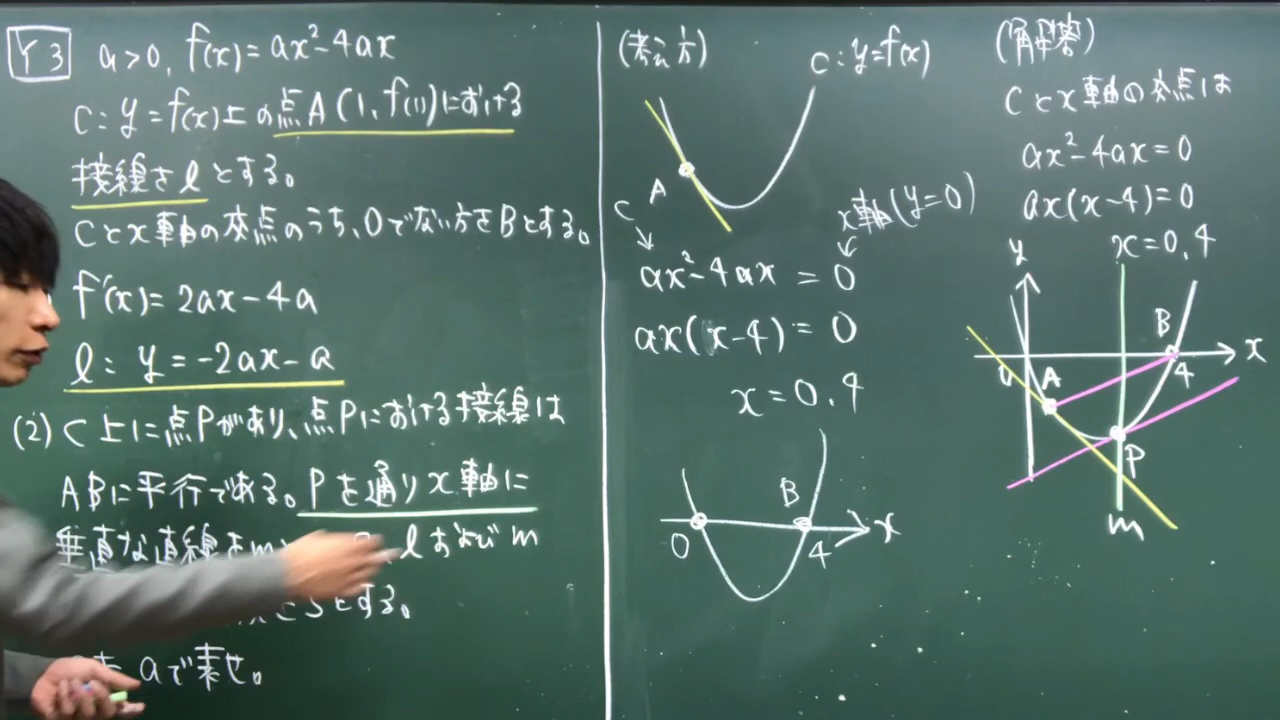 Y3 a>0, f(x)=ax²-4ax
C:y=f(x)上の点A(1,f(1))における
接線をlとする。
Cとx軸の交点のうち、Oでない方をBとする。
f'(x)=2ax-4a
l:y=-2ax-a
(2) C上に点Pがあり、点Pにおける接線は
ABに平行である。Pを通りx軸に
垂直な直線をm lおよびm
をSとする。
aで表せ。
(考え方)
C:y=f(x)
A
C
x軸(y=0)
ax²-4ax=0
ax(x-4)=0
x=0,4
B
O
4
x
(解答)
Cとx軸の交点は
ax²-4ax=0
ax(x-4)=0
x=0,4
y
B
x
O
A
4
P
m